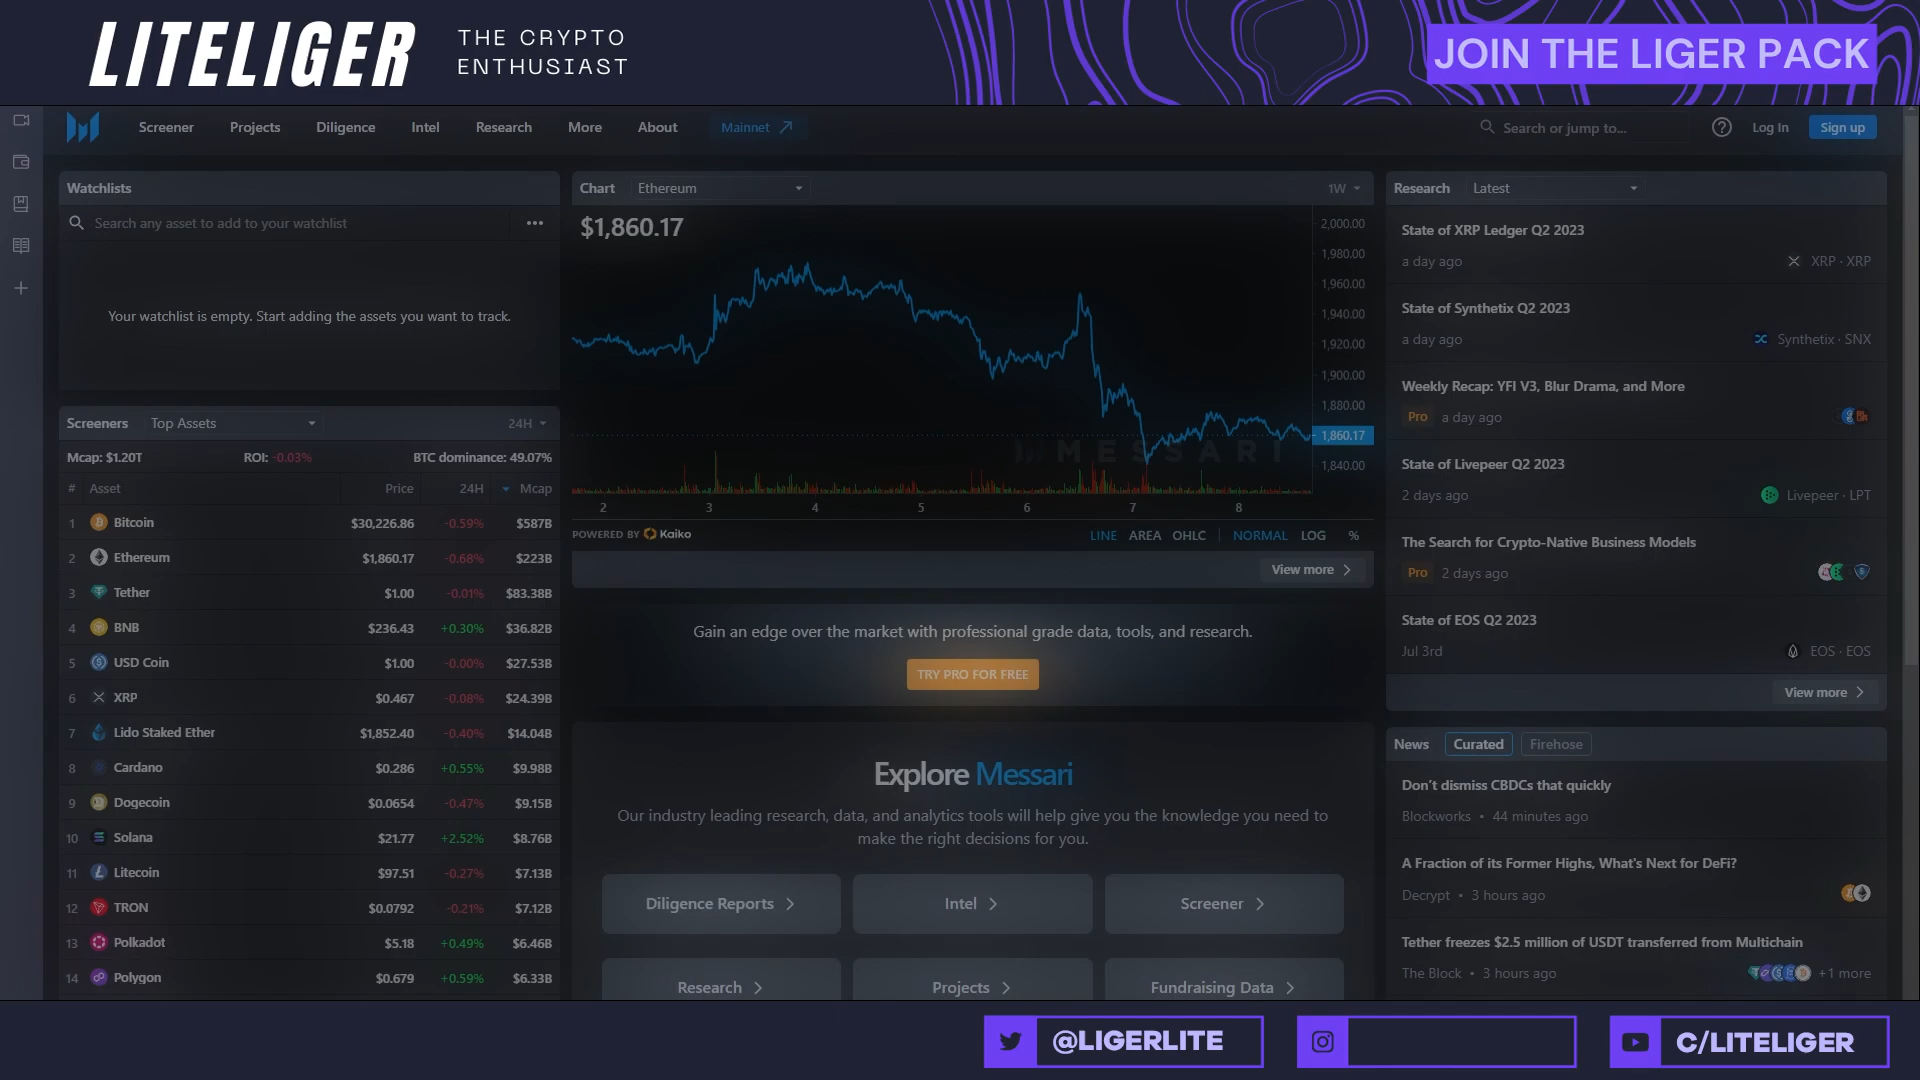 LITELIGER
THE CRYPTO
ENTHUSIAST
JOIN THE LIGER PACK
Screener
Projects
Diligence
Intel
Research
More
About
Mainnet
Search or jump to...
Log In
Sign up
Watchlists
Search any asset to add to your watchlist
Your watchlist is empty. Start adding the assets you want to track.
Screeners Top Assets 24H
Mcap: $1.20T ROI: -0.03% BTC dominance: 49.07%
# Asset Price 24H Mcap
1 Bitcoin $30,226.86 -0.59% $587B
2 Ethereum $1,860.17 -0.68% $223B
3 Tether $1.00 -0.01% $83.38B
4 BNB $236.43 +0.30% $36.82B
5 USD Coin $1.00 -0.00% $27.53B
6 XRP $0.467 -0.08% $24.39B
7 Lido Staked Ether $1,852.40 -0.40% $14.04B
8 Cardano $0.286 +0.55% $9.98B
9 Dogecoin $0.0654 -0.47% $9.15B
10 Solana $21.77 +2.52% $8.76B
11 Litecoin $97.51 -0.27% $7.13B
12 TRON $0.0792 -0.21% $7.12B
13 Polkadot $5.18 +0.49% $6.46B
14 Polygon $0.679 +0.59% $6.33B
Chart Ethereum 1W
$1,860.17
2,000.00
1,980.00
1,960.00
1,940.00
1,920.00
1,900.00
1,880.00
1,860.17
1,840.00
MESSARI
2 3 4 5 6 7 8
POWERED BY Kaiko
LINE AREA OHLC NORMAL LOG %
View more
Gain an edge over the market with professional grade data, tools, and research.
TRY PRO FOR FREE
Explore Messari
Our industry leading research, data, and analytics tools will help give you the knowledge you need to
make the right decisions for you.
Diligence Reports
Intel
Screener
Research
Projects
Fundraising Data
Research Latest
State of XRP Ledger Q2 2023
a day ago XRP · XRP
State of Synthetix Q2 2023
a day ago Synthetix · SNX
Weekly Recap: YFI V3, Blur Drama, and More
Pro a day ago
State of Livepeer Q2 2023
2 days ago Livepeer · LPT
The Search for Crypto-Native Business Models
Pro 2 days ago
State of EOS Q2 2023
Jul 3rd EOS · EOS
View more
News Curated Firehose
Don't dismiss CBDCs that quickly
Blockworks • 44 minutes ago
A Fraction of its Former Highs, What's Next for DeFi?
Decrypt • 3 hours ago
Tether freezes $2.5 million of USDT transferred from Multichain
The Block • 3 hours ago +1 more
@LIGERLITE
C/LITELIGER